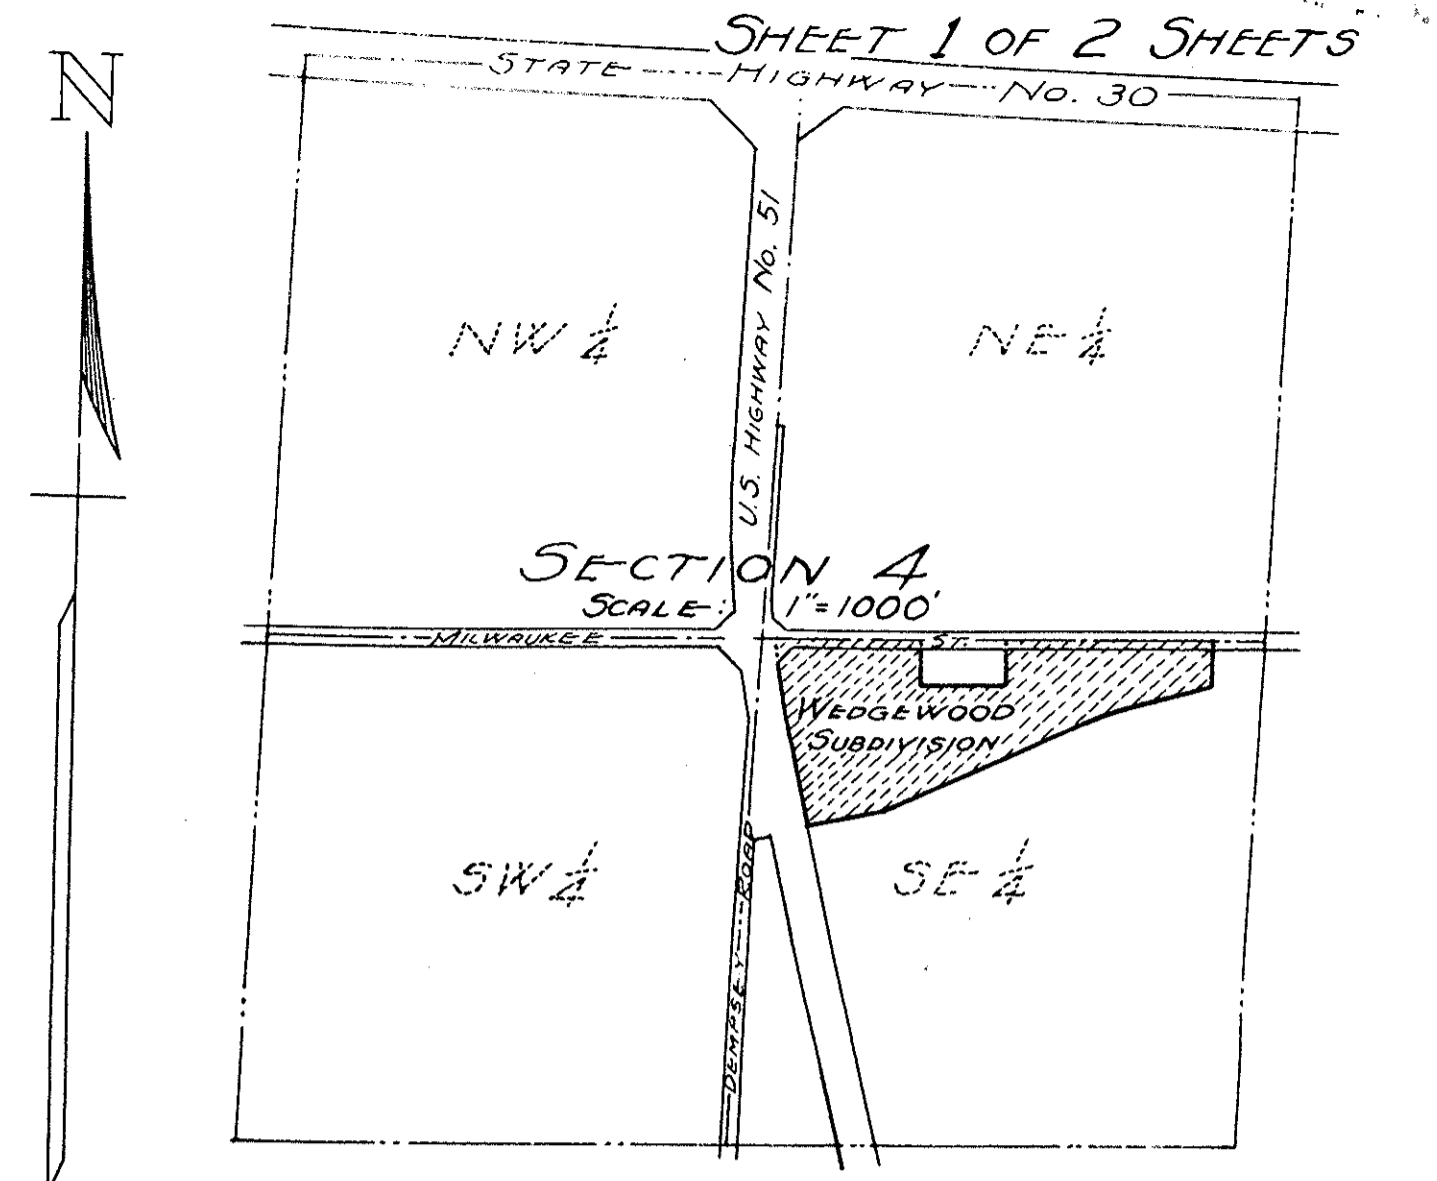 SHEET 1 OF 2 SHEETS
N
STATE HIGHWAY No. 30
U.S. HIGHWAY No. 51
NW 1/4
NE 1/4
SECTION 4
SCALE: 1"=1000'
MILWAUKEE ST.
WEDGEWOOD
SUBDIVISION
SW 1/4
SE 1/4
DEMPSEY ROAD